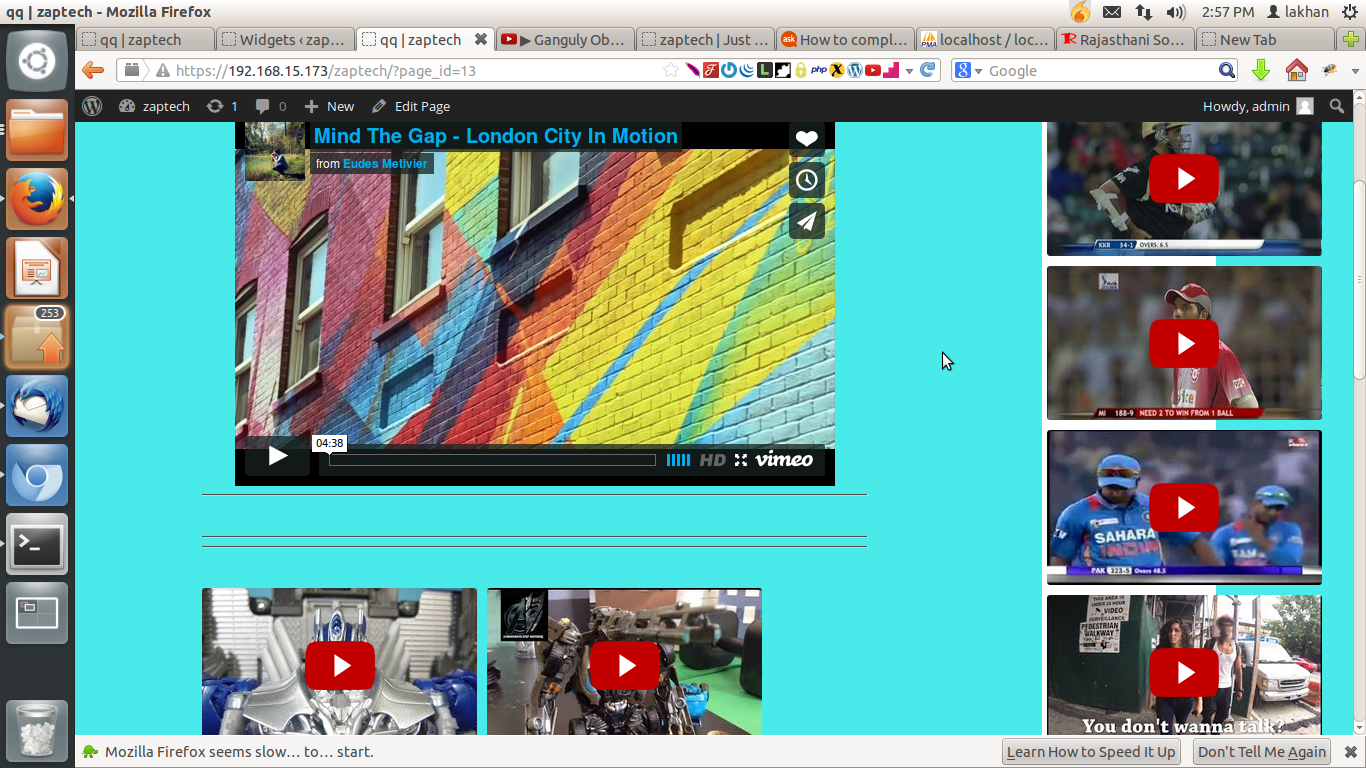 qq | zaptech - Mozilla Firefox
2:57 PM lakhan
qq | zaptech
Widgets ‹ zap...
qq | zaptech
▶ Ganguly Ob...
zaptech | Just ...
How to compl...
localhost / loc...
Rajasthani So...
New Tab
https://192.168.15.173/zaptech/?page_id=13
php
Google
zaptech 1 0 New Edit Page
Howdy, admin
253
Mind The Gap - London City In Motion
from Eudes Metivier
04:38
HD vimeo
KKR 34-1 OVERS: 6.5
MI 188-9 NEED 2 TO WIN FROM 1 BALL
SAHARA
INDIA
PAK 323-5 Overs 48.3
THIS AREA IS
UNDER 24 HOUR
VIDEO
SURVEILLANCE
PEDESTRIAN
WALKWAY
You don't wanna talk?
Mozilla Firefox seems slow... to... start.
Learn How to Speed It Up
Don't Tell Me Again